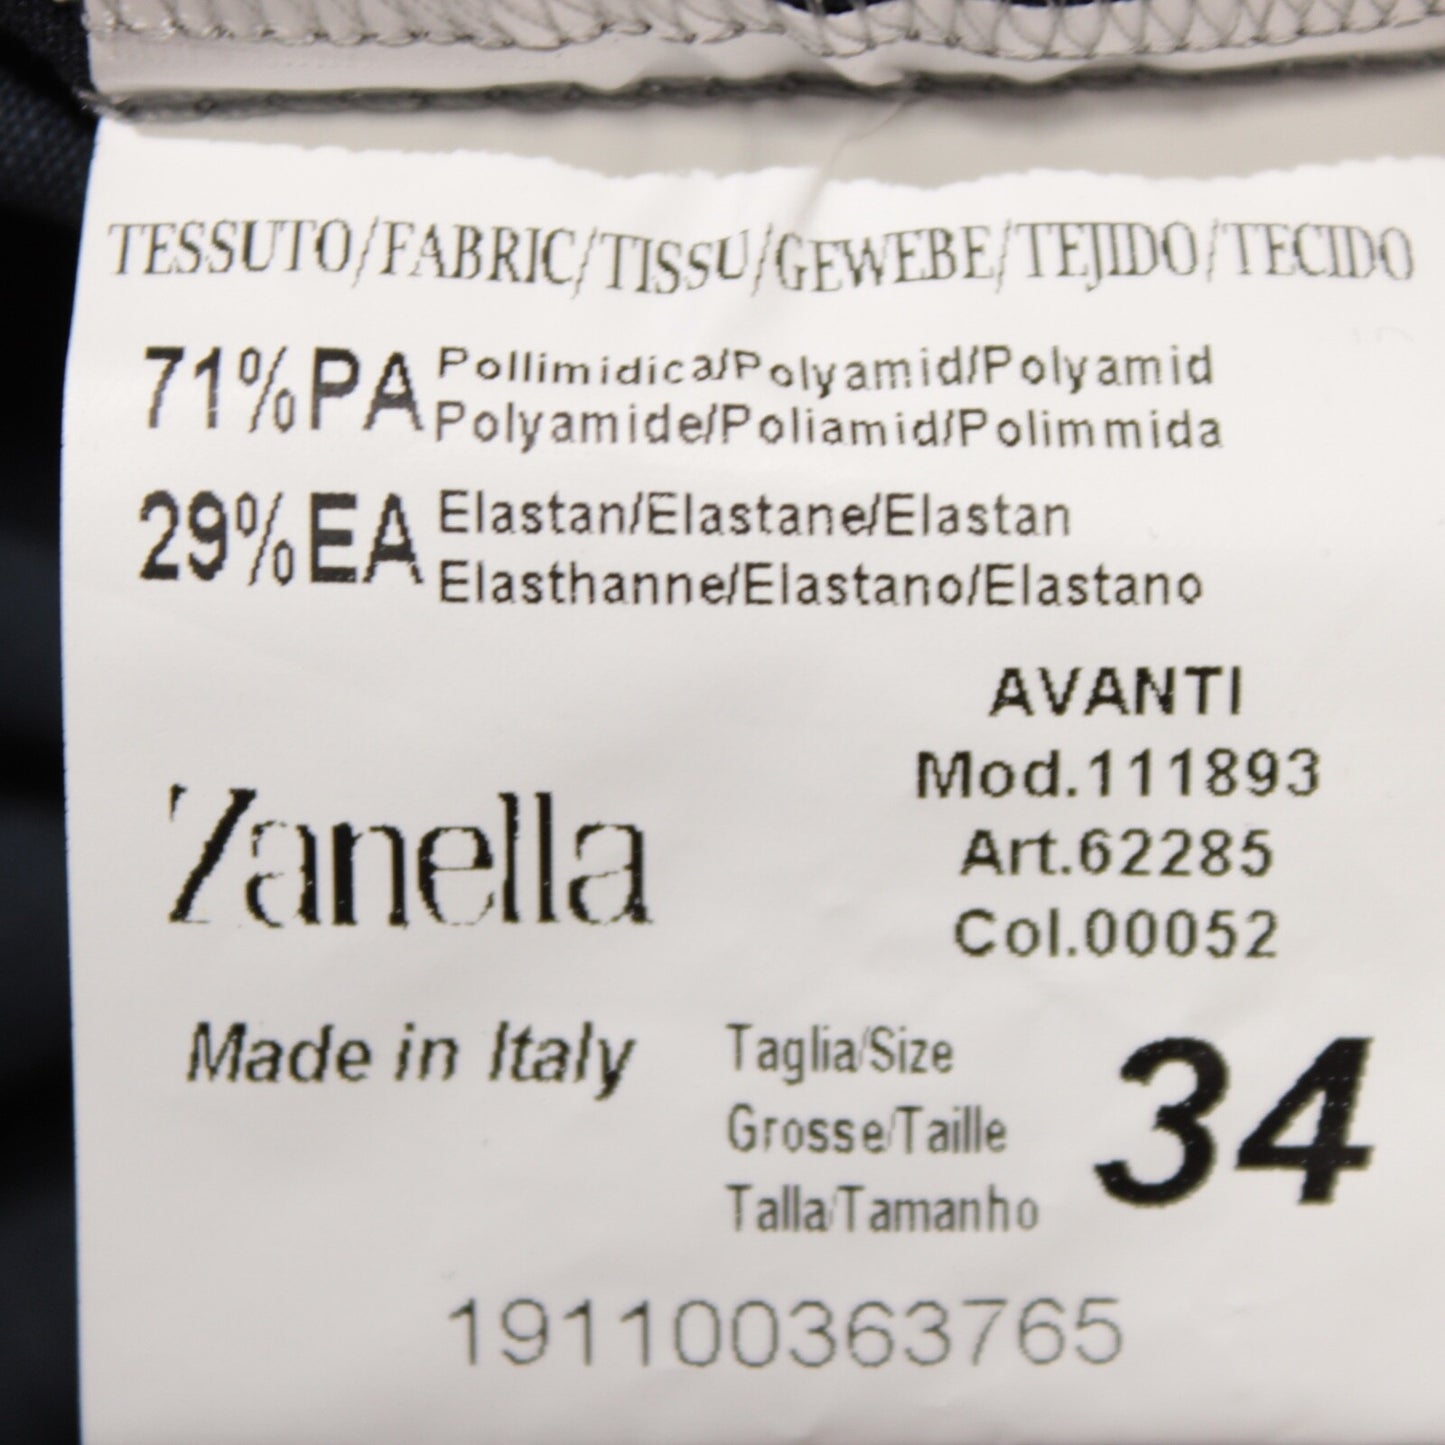 TESSUTO/FABRIC/TISSU/GEWEBE/TEJIDO/TECIDO
71%PA Pollimidica/Polyamid/Polyamid
Polyamide/Poliamid/Polimmida
29%EA Elastan/Elastane/Elastan
Elasthanne/Elastano/Elastano
AVANTI
Mod.111893
Art.62285
Col.00052
Zanella
Made in Italy
Taglia/Size
Grosse/Taille
Talla/Tamanho
34
191100363765